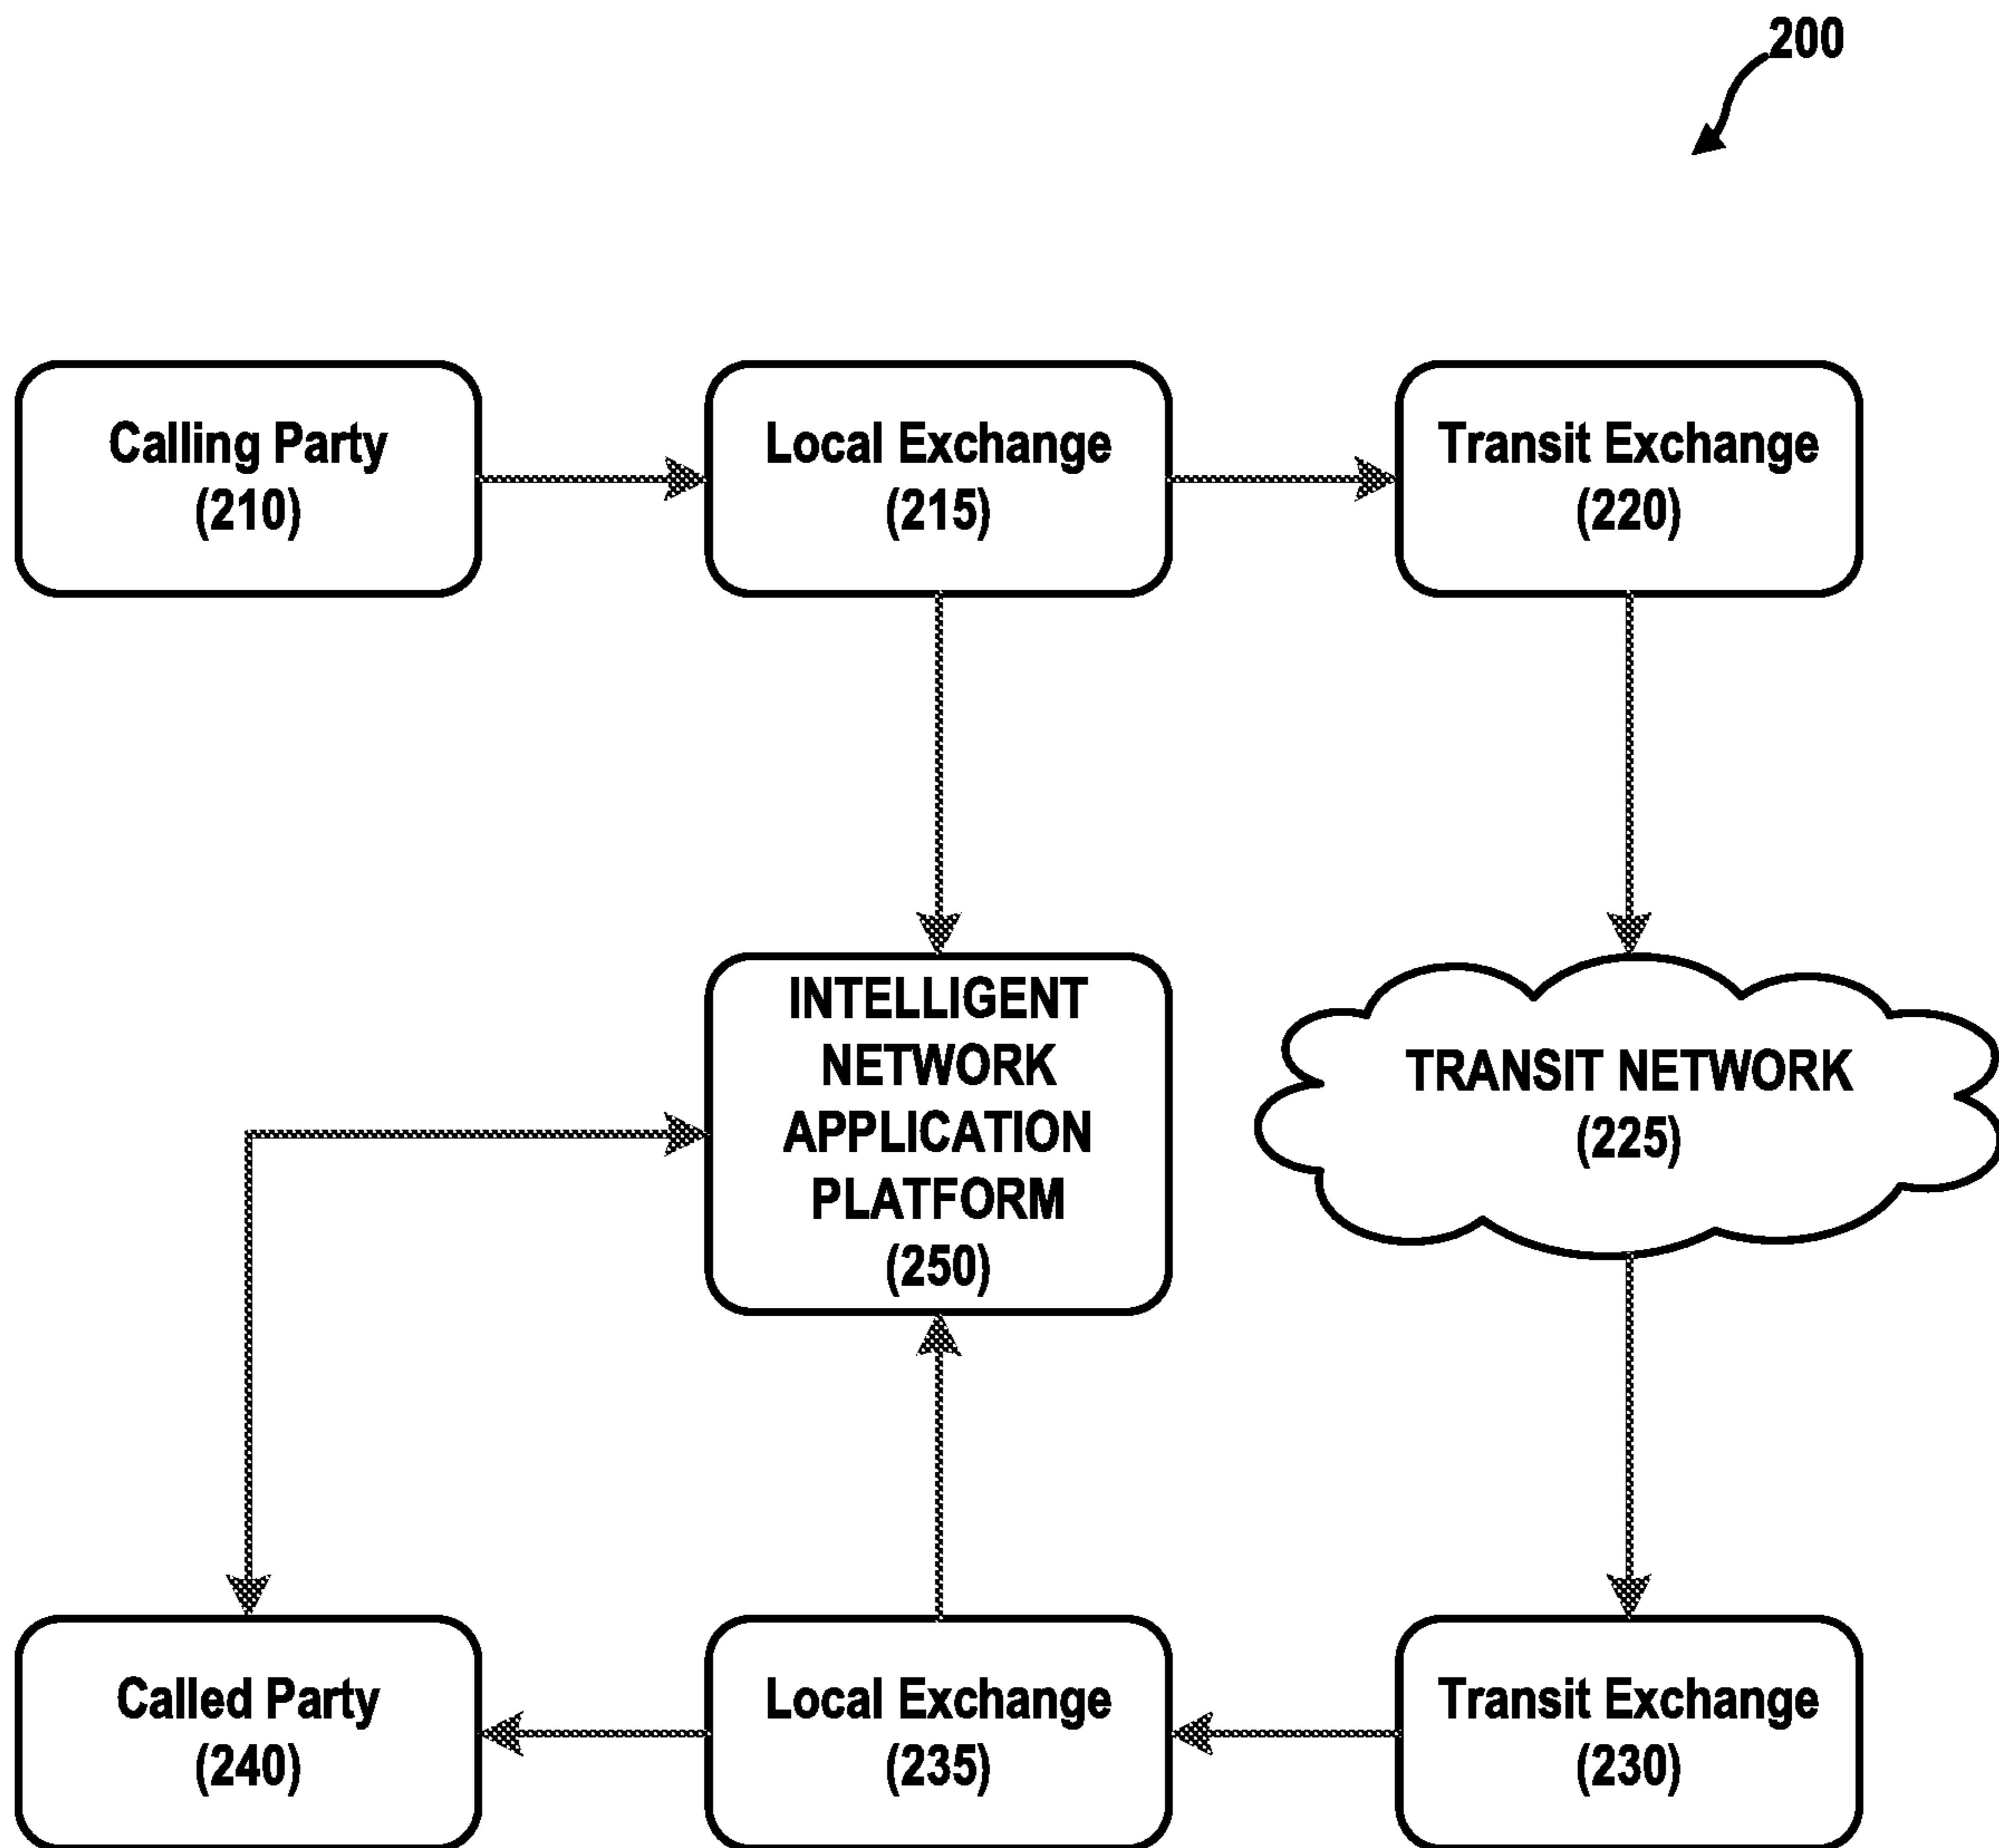 200
Calling Party
(210)
Local Exchange
(215)
Transit Exchange
(220)
INTELLIGENT
NETWORK
APPLICATION
PLATFORM
(250)
TRANSIT NETWORK
(225)
Called Party
(240)
Local Exchange
(235)
Transit Exchange
(230)